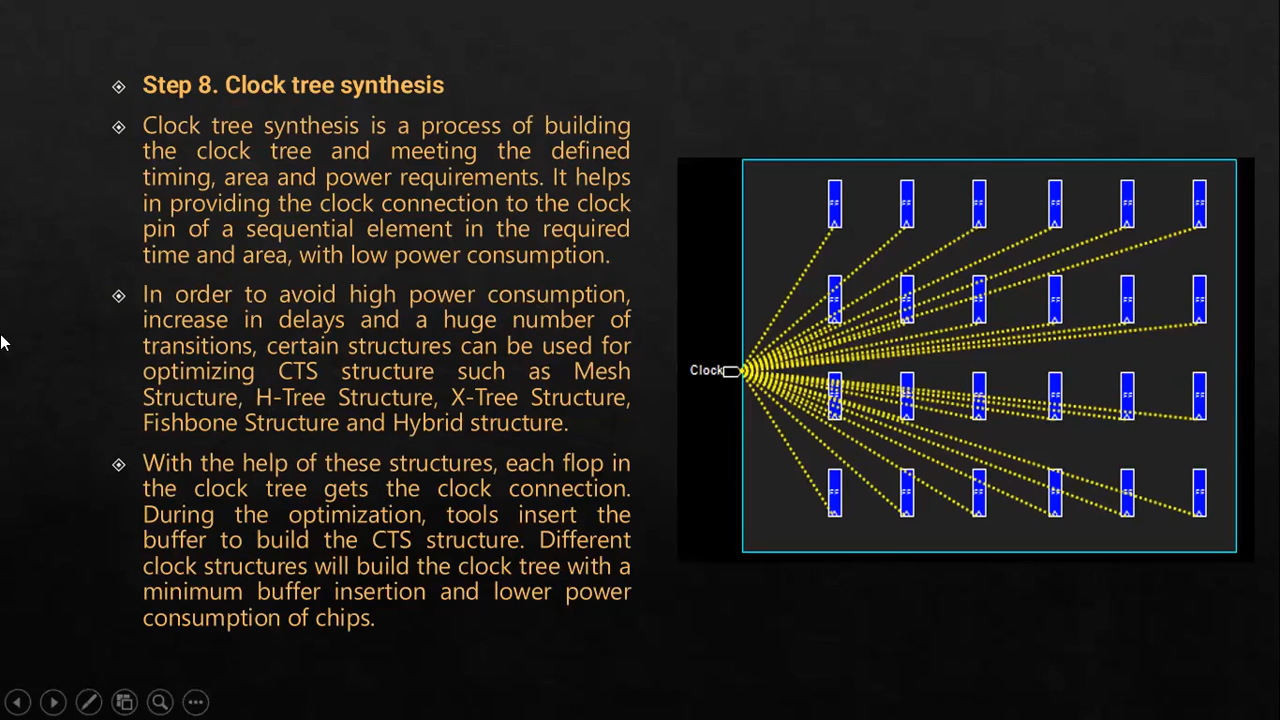 Step 8. Clock tree synthesis
Clock tree synthesis is a process of building
the clock tree and meeting the defined
timing, area and power requirements. It helps
in providing the clock connection to the clock
pin of a sequential element in the required
time and area, with low power consumption.
In order to avoid high power consumption,
increase in delays and a huge number of
transitions, certain structures can be used for
optimizing CTS structure such as Mesh
Structure, H-Tree Structure, X-Tree Structure,
Fishbone Structure and Hybrid structure.
With the help of these structures, each flop in
the clock tree gets the clock connection.
During the optimization, tools insert the
buffer to build the CTS structure. Different
clock structures will build the clock tree with a
minimum buffer insertion and lower power
consumption of chips.
Clock